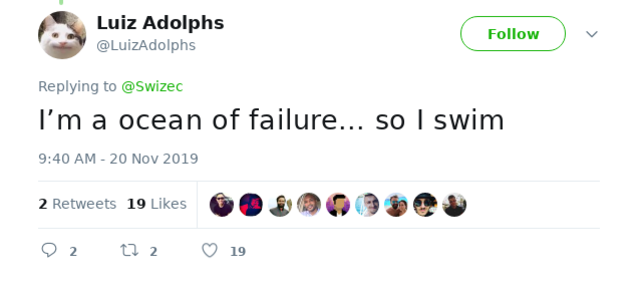 Luiz Adolphs
@LuizAdolphs
Follow
Replying to @Swizec
I’m a ocean of failure... so I swim
9:40 AM - 20 Nov 2019
2 Retweets 19 Likes
2 2 19